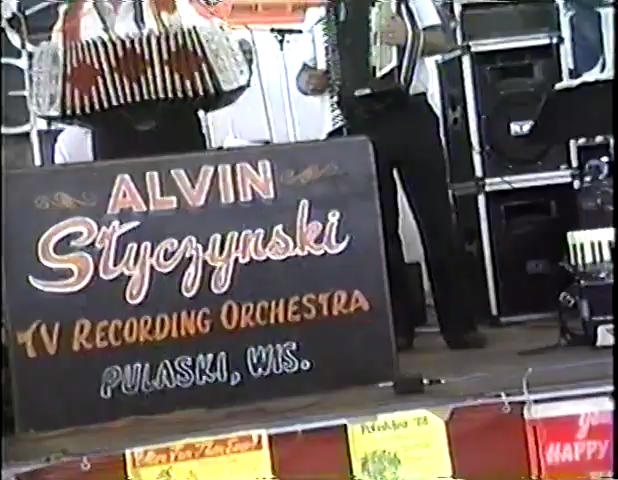 ALVIN
Styczynski
TV RECORDING ORCHESTRA
PULASKI, WIS.
HAPPY